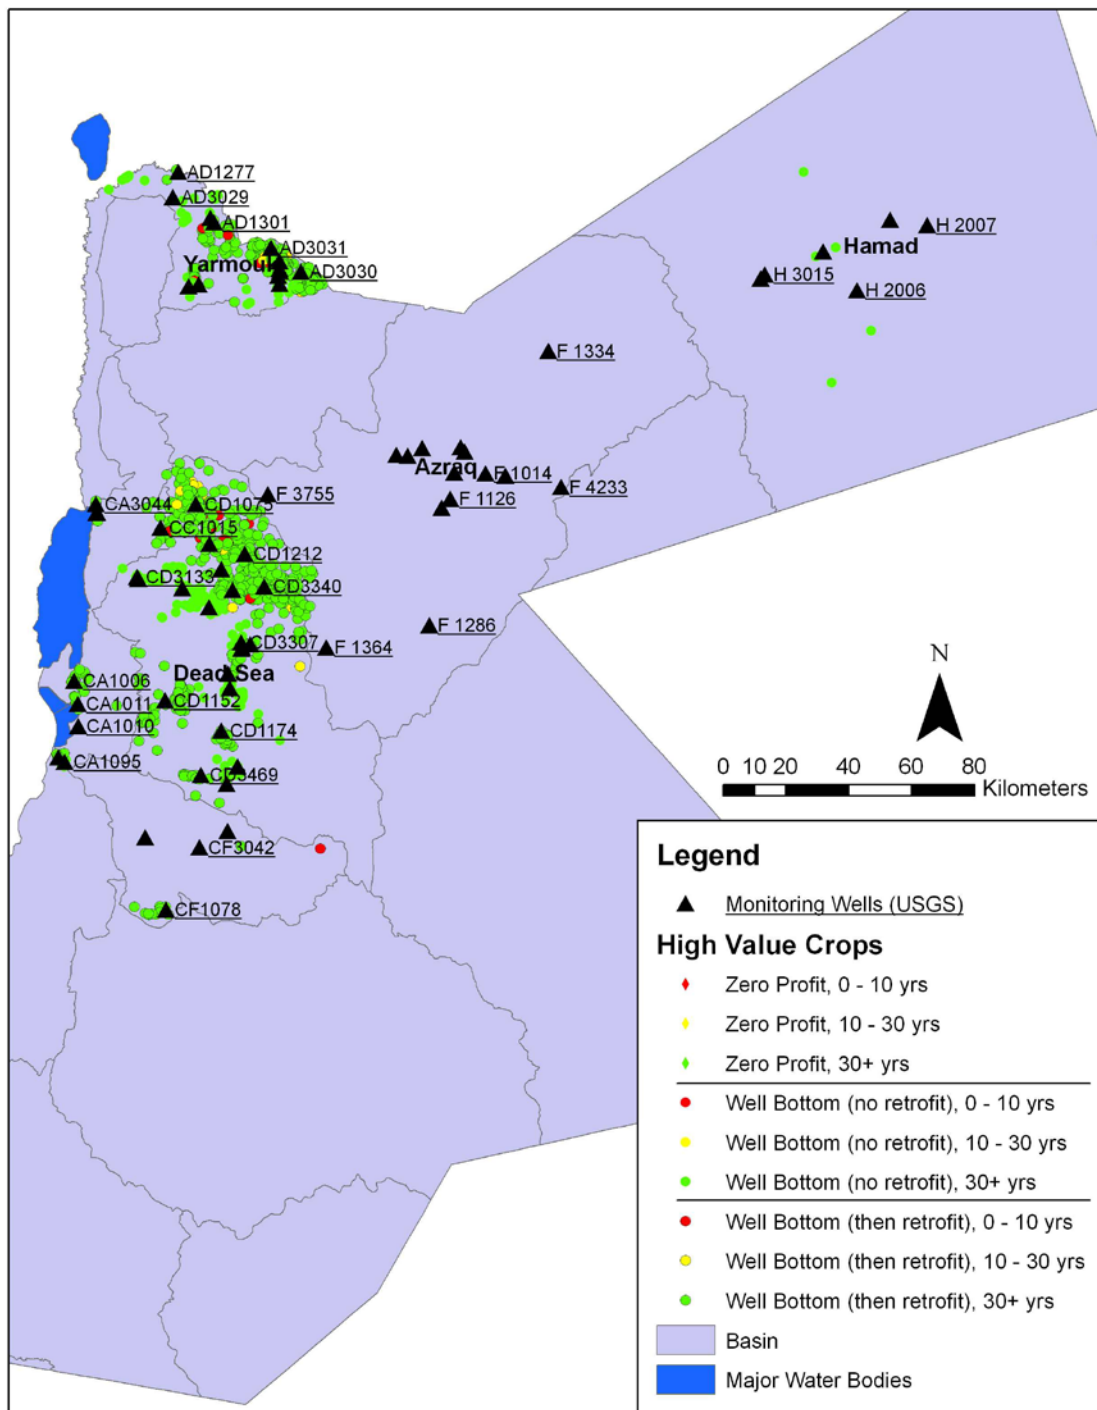 AD1277
AD3029
AD1301
AD3031
Yarmouk
AD3030
H 2007
Hamad
H 3015
H 2006
F 1334
Azraq
F 1014
F 4233
F 3755
F 1126
CA3044
CD1075
CC1015
CD1212
CD3133
CD3340
F 1286
CD3307
F 1364
Dead Sea
CA1006
CD1152
CA1011
CA1010
CD1174
CA1095
CD3469
CF3042
CF1078
N
0 10 20 40 60 80
Kilometers
Legend
Monitoring Wells (USGS)
High Value Crops
Zero Profit, 0 - 10 yrs
Zero Profit, 10 - 30 yrs
Zero Profit, 30+ yrs
Well Bottom (no retrofit), 0 - 10 yrs
Well Bottom (no retrofit), 10 - 30 yrs
Well Bottom (no retrofit), 30+ yrs
Well Bottom (then retrofit), 0 - 10 yrs
Well Bottom (then retrofit), 10 - 30 yrs
Well Bottom (then retrofit), 30+ yrs
Basin
Major Water Bodies